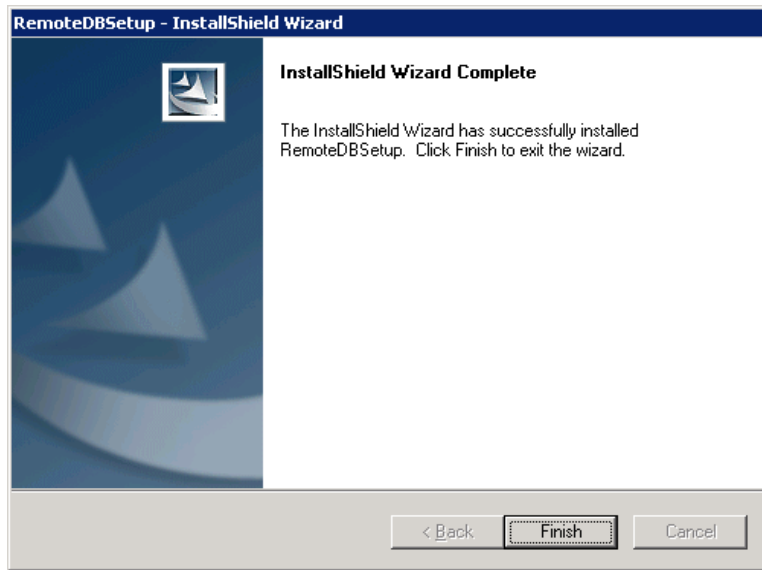 RemoteDBSetup - InstallShield Wizard
InstallShield Wizard Complete
The InstallShield Wizard has successfully installed
RemoteDBSetup. Click Finish to exit the wizard.
< Back
Finish
Cancel